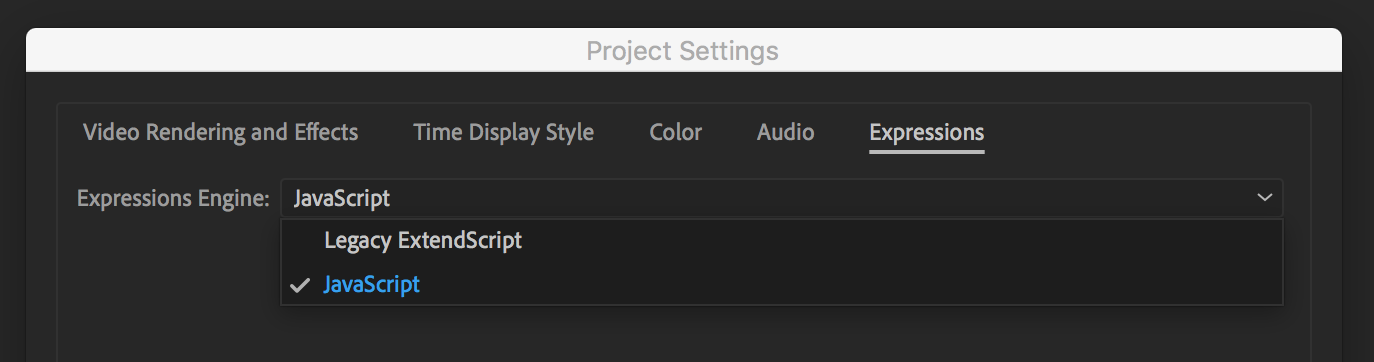 Project Settings
Video Rendering and Effects Time Display Style Color Audio Expressions
Expressions Engine: JavaScript
Legacy ExtendScript
JavaScript